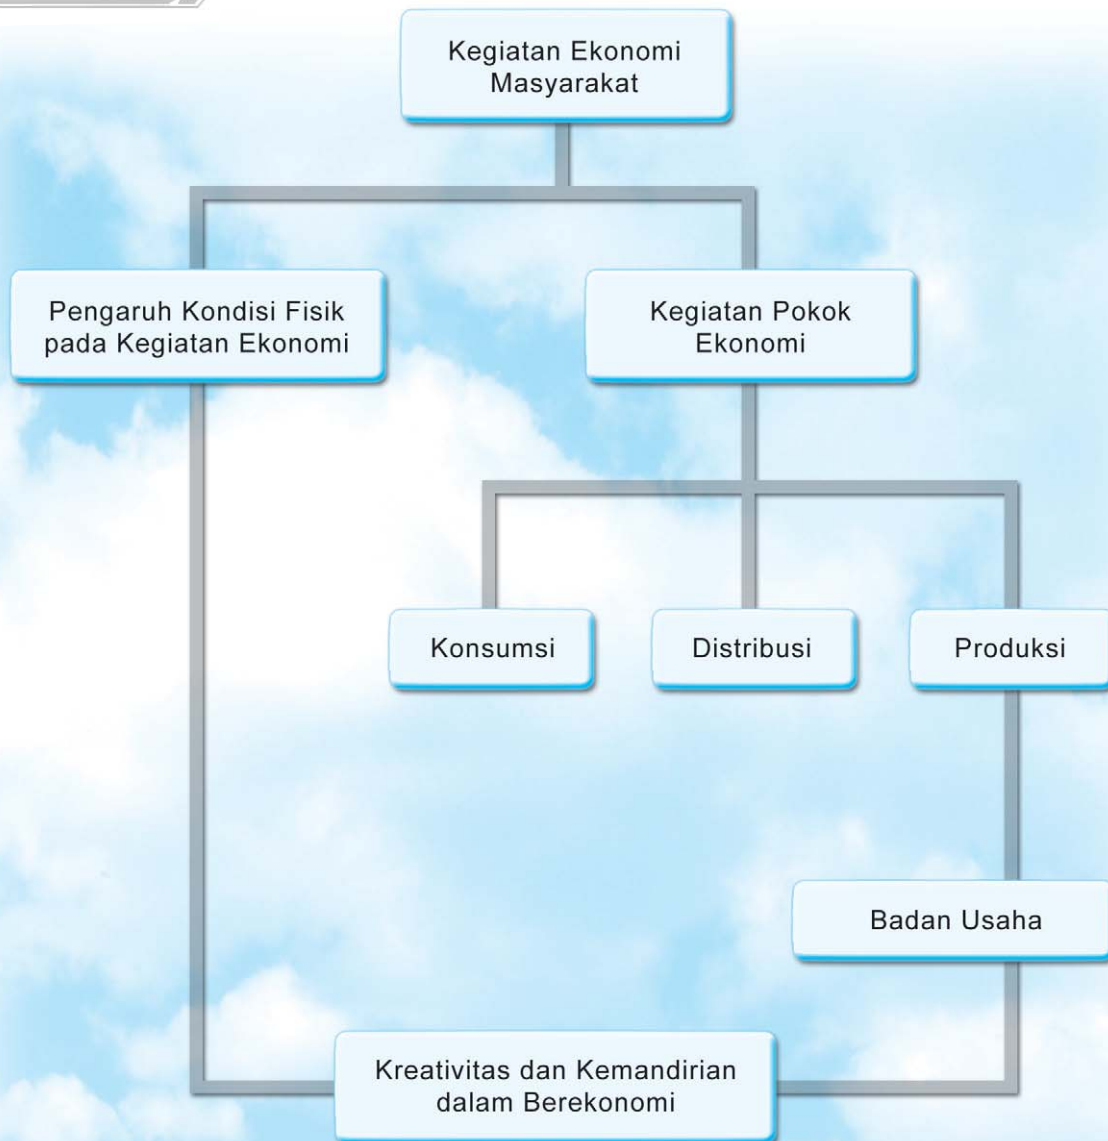 Kegiatan Ekonomi
Masyarakat
Pengaruh Kondisi Fisik
pada Kegiatan Ekonomi
Kegiatan Pokok
Ekonomi
Konsumsi
Distribusi
Produksi
Badan Usaha
Kreativitas dan Kemandirian
dalam Berekonomi